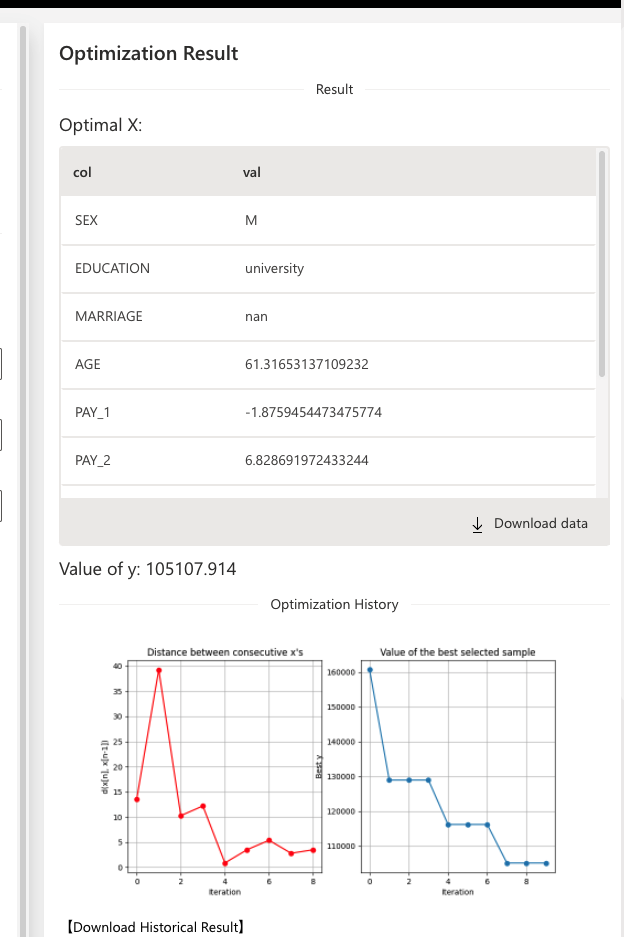 Optimization Result
Result
Optimal X:
col val
SEX M
EDUCATION university
MARRIAGE nan
AGE 61.31653137109232
PAY_1 -1.8759454473475774
PAY_2 6.828691972433244
Download data
Value of y: 105107.914
Optimization History
Distance between consecutive x's
40
35
30
25
20
15
10
5
0
d(x[n], x[n-1])
0 2 4 6 8
Iteration
Value of the best selected sample
160000
150000
140000
130000
120000
110000
Best y
0 2 4 6 8
Iteration
【Download Historical Result】